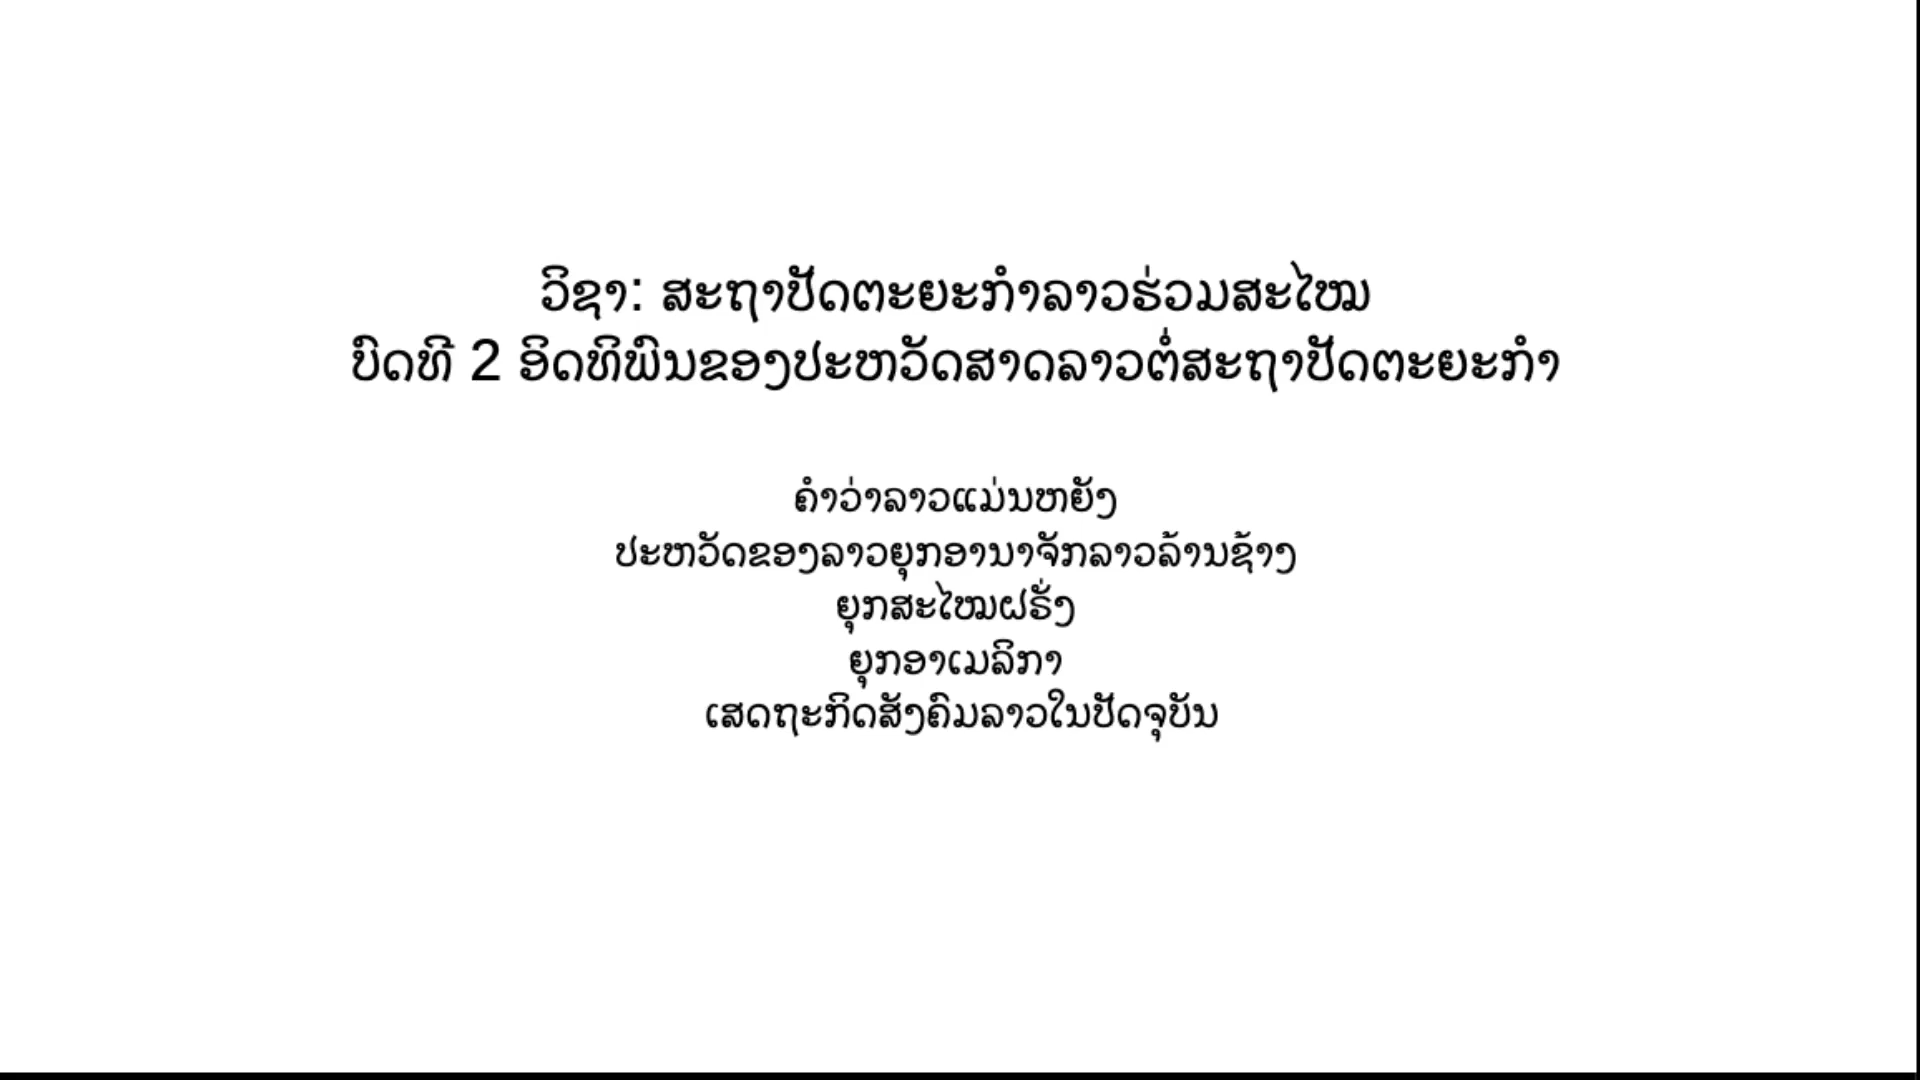 ວິຊາ: ສະຖາປັດຕະຍະກຳລາວຮ່ວມສະໄໝ
ບົດທີ 2 ອິດທິພົນຂອງປະຫວັດສາດລາວຕໍ່ສະຖາປັດຕະຍະກຳ
ຄຳວ່າລາວແມ່ນຫຍັງ
ປະຫວັດຂອງລາວຍຸກອານາຈັກລາວລ້ານຊ້າງ
ຍຸກສະໄໝຝຣັ່ງ
ຍຸກອາເມລິກາ
ເສດຖະກິດສັງຄົມລາວໃນປັດຈຸບັນ